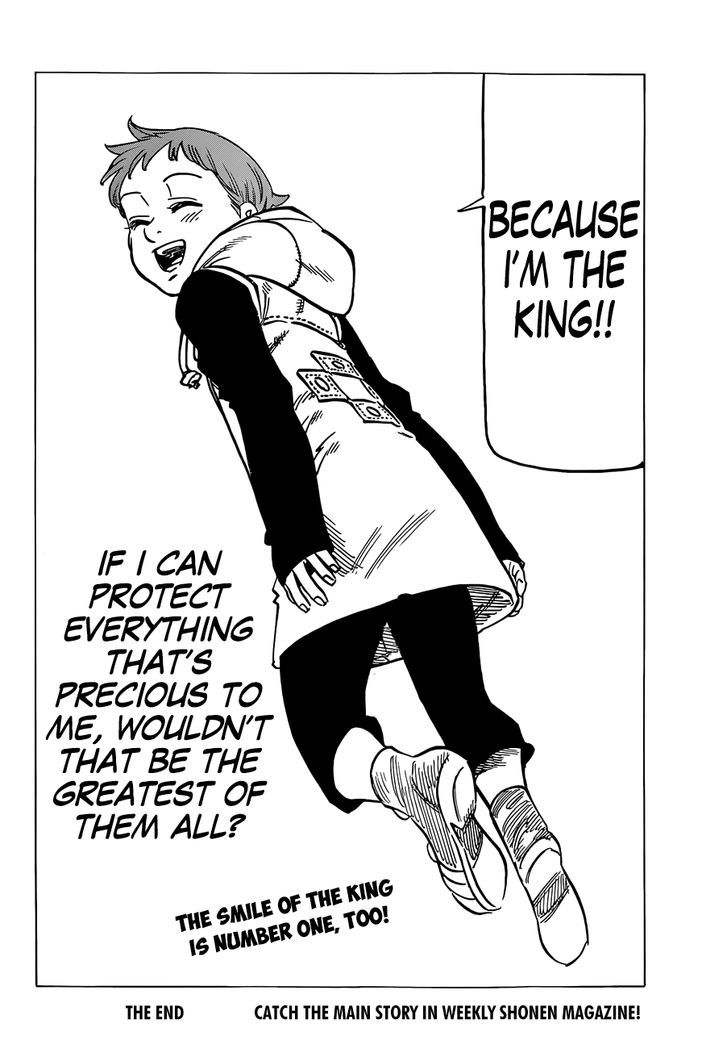 BECAUSE
I'M THE
KING!!
IF I CAN
PROTECT
EVERYTHING
THAT'S
PRECIOUS TO
ME, WOULDN'T
THAT BE THE
GREATEST OF
THEM ALL?
THE SMILE OF THE KING
IS NUMBER ONE, TOO!
THE END
CATCH THE MAIN STORY IN WEEKLY SHONEN MAGAZINE!